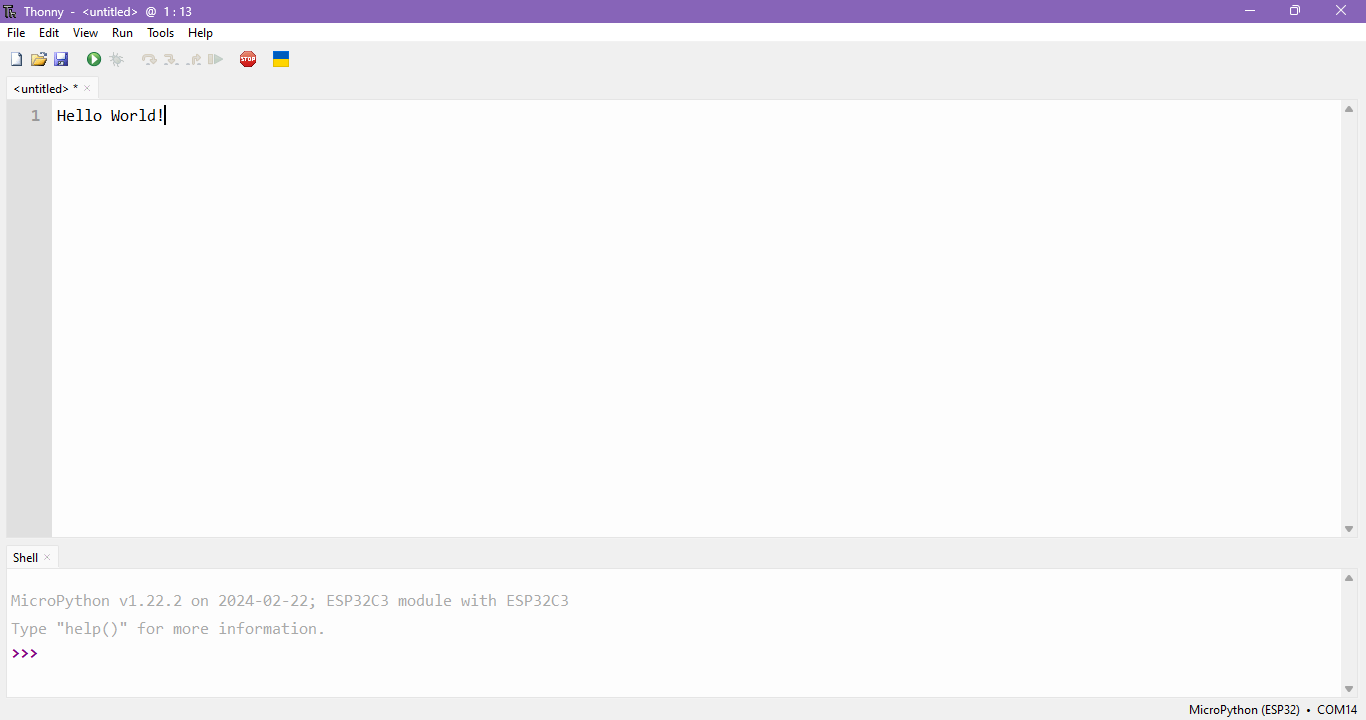 Thonny - <untitled> @ 1:13
File Edit View Run Tools Help
STOP
<untitled> *
1 Hello World!
Shell
MicroPython v1.22.2 on 2024-02-22; ESP32C3 module with ESP32C3
Type "help()" for more information.
>>>
MicroPython (ESP32) • COM14